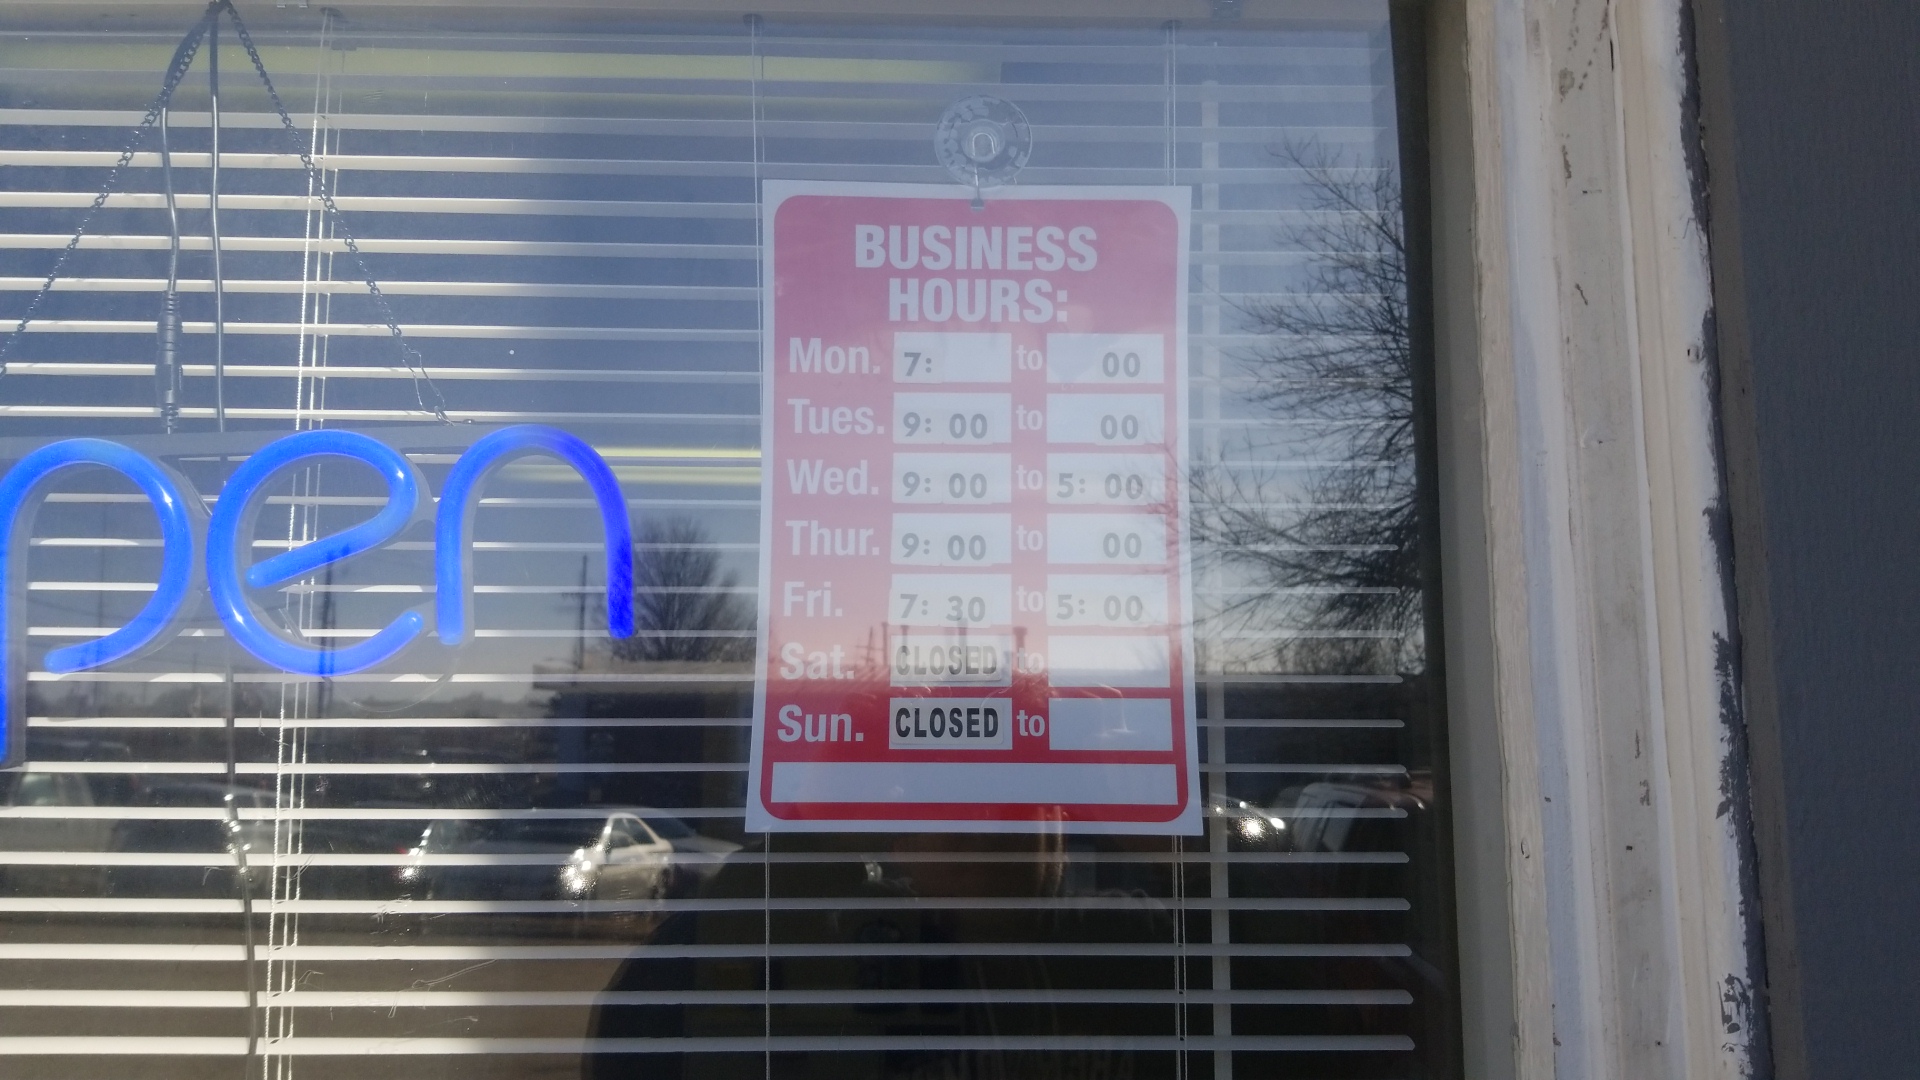 BUSINESS
HOURS:
Mon. 7: to 00
Tues. 9:00 to 00
Wed. 9:00 to 5:00
Thur. 9:00 to 00
Fri. 7:30 to 5:00
Sat. CLOSED to
Sun. CLOSED to
pen